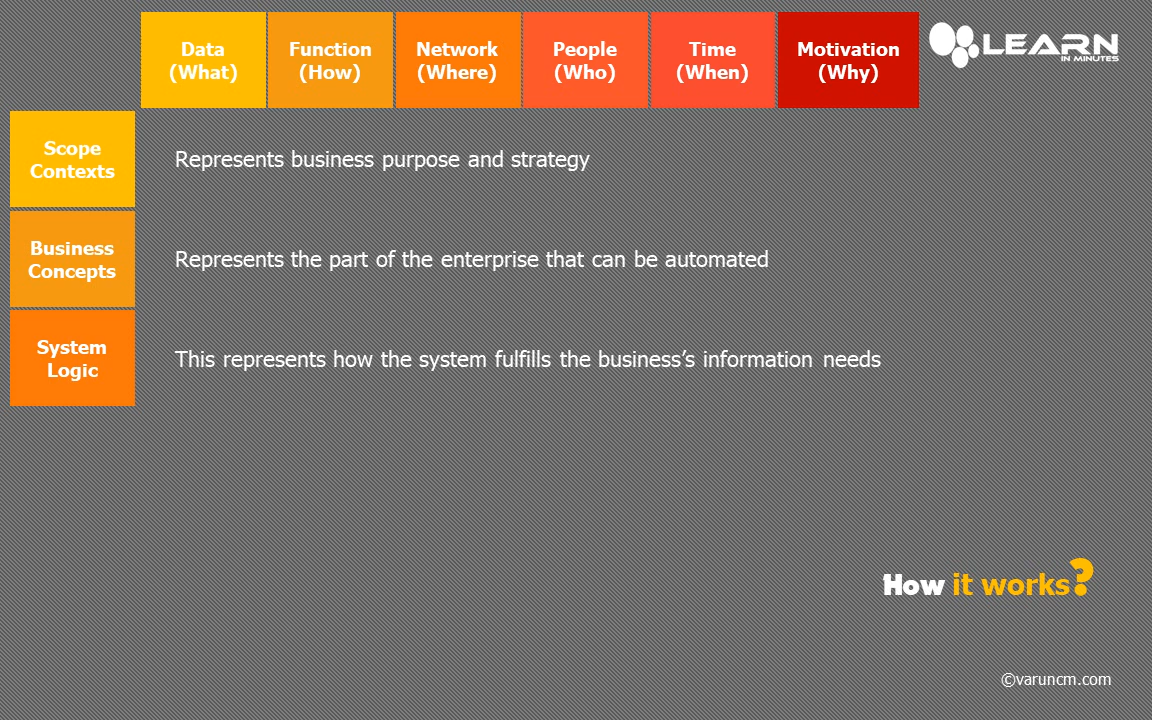 Data
(What)
Function
(How)
Network
(Where)
People
(Who)
Time
(When)
Motivation
(Why)
LEARN
IN MINUTES
Scope
Contexts
Represents business purpose and strategy
Business
Concepts
Represents the part of the enterprise that can be automated
System
Logic
This represents how the system fulfills the business’s information needs
How it works?
©varuncm.com